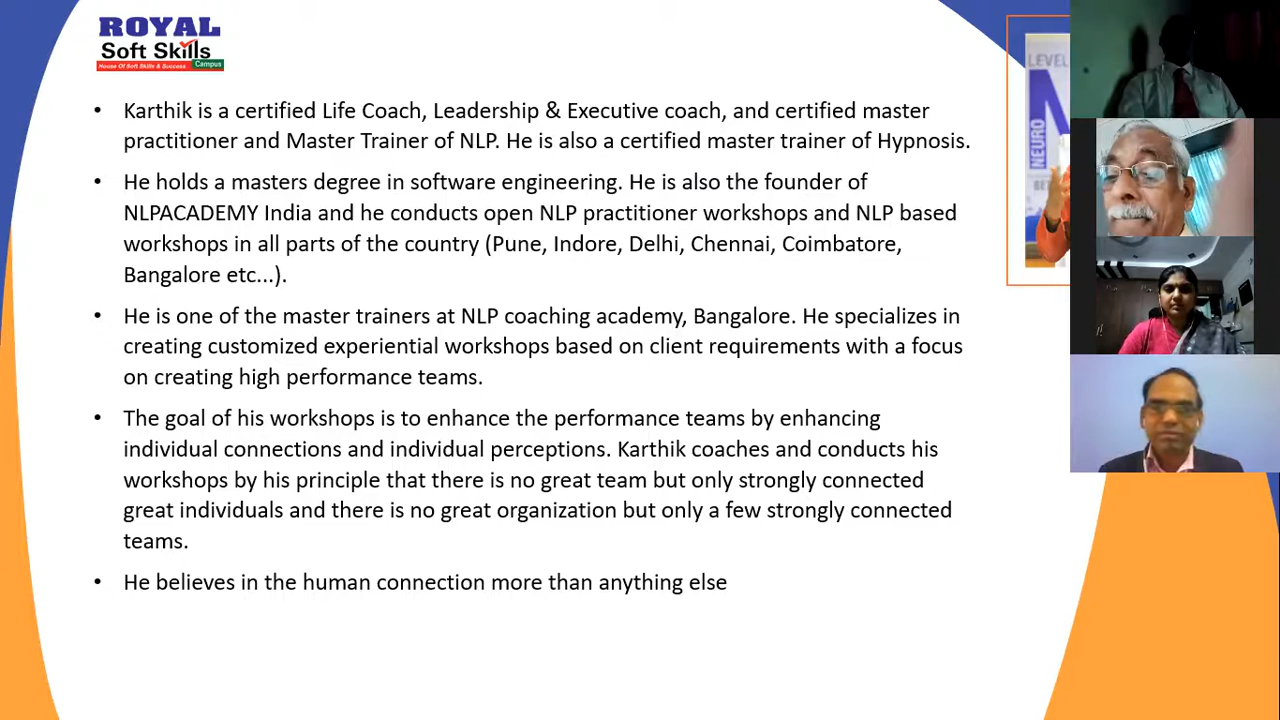 ROYAL
Soft Skills
House Of Soft Skills & Success
Campus
• Karthik is a certified Life Coach, Leadership & Executive coach, and certified master
practitioner and Master Trainer of NLP. He is also a certified master trainer of Hypnosis.
• He holds a masters degree in software engineering. He is also the founder of
NLPACADEMY India and he conducts open NLP practitioner workshops and NLP based
workshops in all parts of the country (Pune, Indore, Delhi, Chennai, Coimbatore,
Bangalore etc...).
• He is one of the master trainers at NLP coaching academy, Bangalore. He specializes in
creating customized experiential workshops based on client requirements with a focus
on creating high performance teams.
• The goal of his workshops is to enhance the performance teams by enhancing
individual connections and individual perceptions. Karthik coaches and conducts his
workshops by his principle that there is no great team but only strongly connected
great individuals and there is no great organization but only a few strongly connected
teams.
• He believes in the human connection more than anything else
LEVEL
N
NEURO
BE